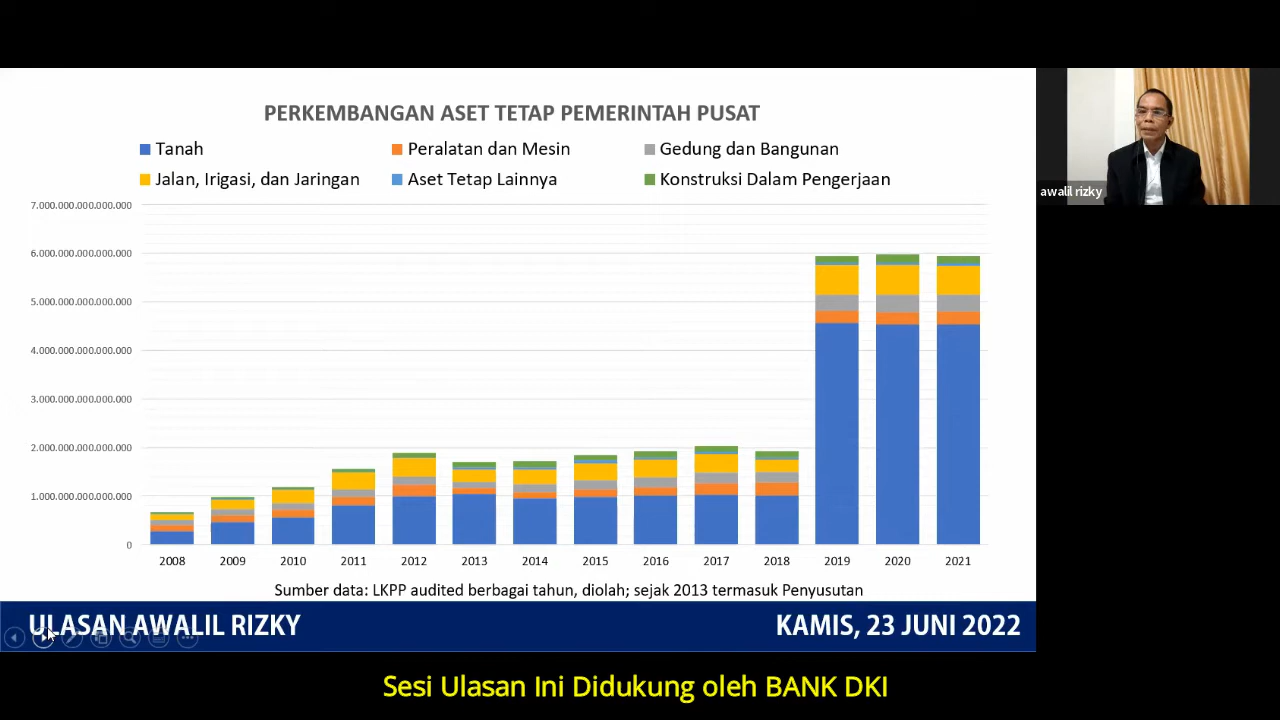 PERKEMBANGAN ASET TETAP PEMERINTAH PUSAT
Tanah
Peralatan dan Mesin
Gedung dan Bangunan
Jalan, Irigasi, dan Jaringan
Aset Tetap Lainnya
Konstruksi Dalam Pengerjaan
7.000.000.000.000.000
6.000.000.000.000.000
5.000.000.000.000.000
4.000.000.000.000.000
3.000.000.000.000.000
2.000.000.000.000.000
1.000.000.000.000.000
0
2008 2009 2010 2011 2012 2013 2014 2015 2016 2017 2018 2019 2020 2021
Sumber data: LKPP audited berbagai tahun, diolah; sejak 2013 termasuk Penyusutan
awalil rizky
ULASAN AWALIL RIZKY
KAMIS, 23 JUNI 2022
Sesi Ulasan Ini Didukung oleh BANK DKI